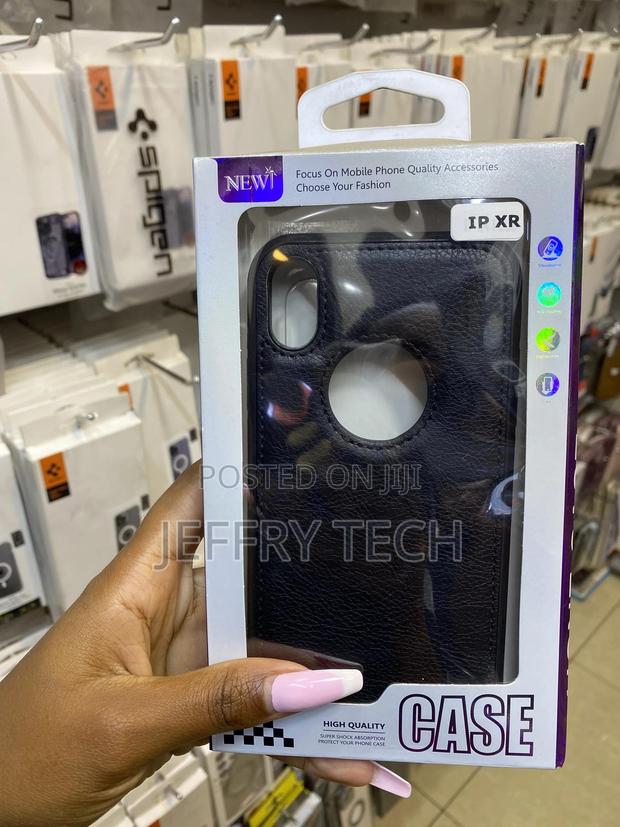 NEW
Focus On Mobile Phone Quality Accessories
Choose Your Fashion
IP XR
spigen
POSTED ON JIJI
JEFFRY TECH
HIGH QUALITY
SUPER SHOCK ABSORPTION
PROTECT YOUR PHONE CASE
CASE